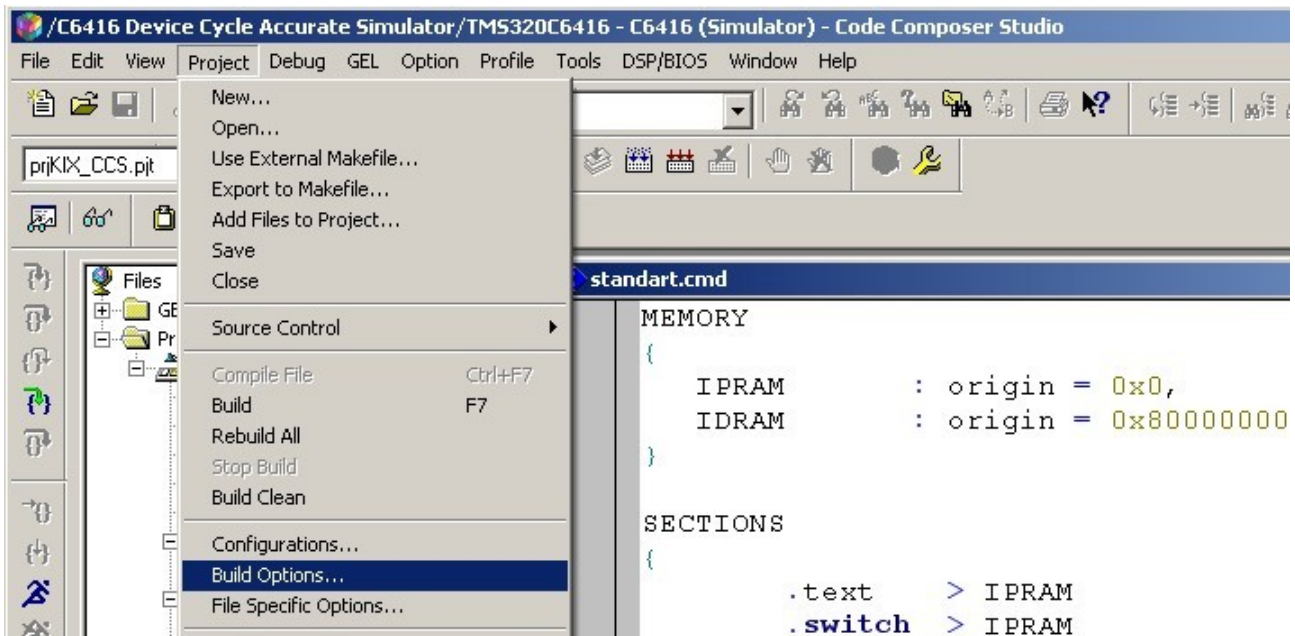 /C6416 Device Cycle Accurate Simulator/TMS320C6416 - C6416 (Simulator) - Code Composer Studio
File Edit View Project Debug GEL Option Profile Tools DSP/BIOS Window Help
New...
Open...
prjKIX_CCS.pjt
Use External Makefile...
Export to Makefile...
Add Files to Project...
Save
Close
Files
standart.cmd
GE
Pr
Source Control
Compile File Ctrl+F7
Build F7
Rebuild All
Stop Build
Build Clean
Configurations...
Build Options...
File Specific Options...
MEMORY
{
IPRAM : origin = 0x0,
IDRAM : origin = 0x80000000
}
SECTIONS
{
.text > IPRAM
.switch > IPRAM